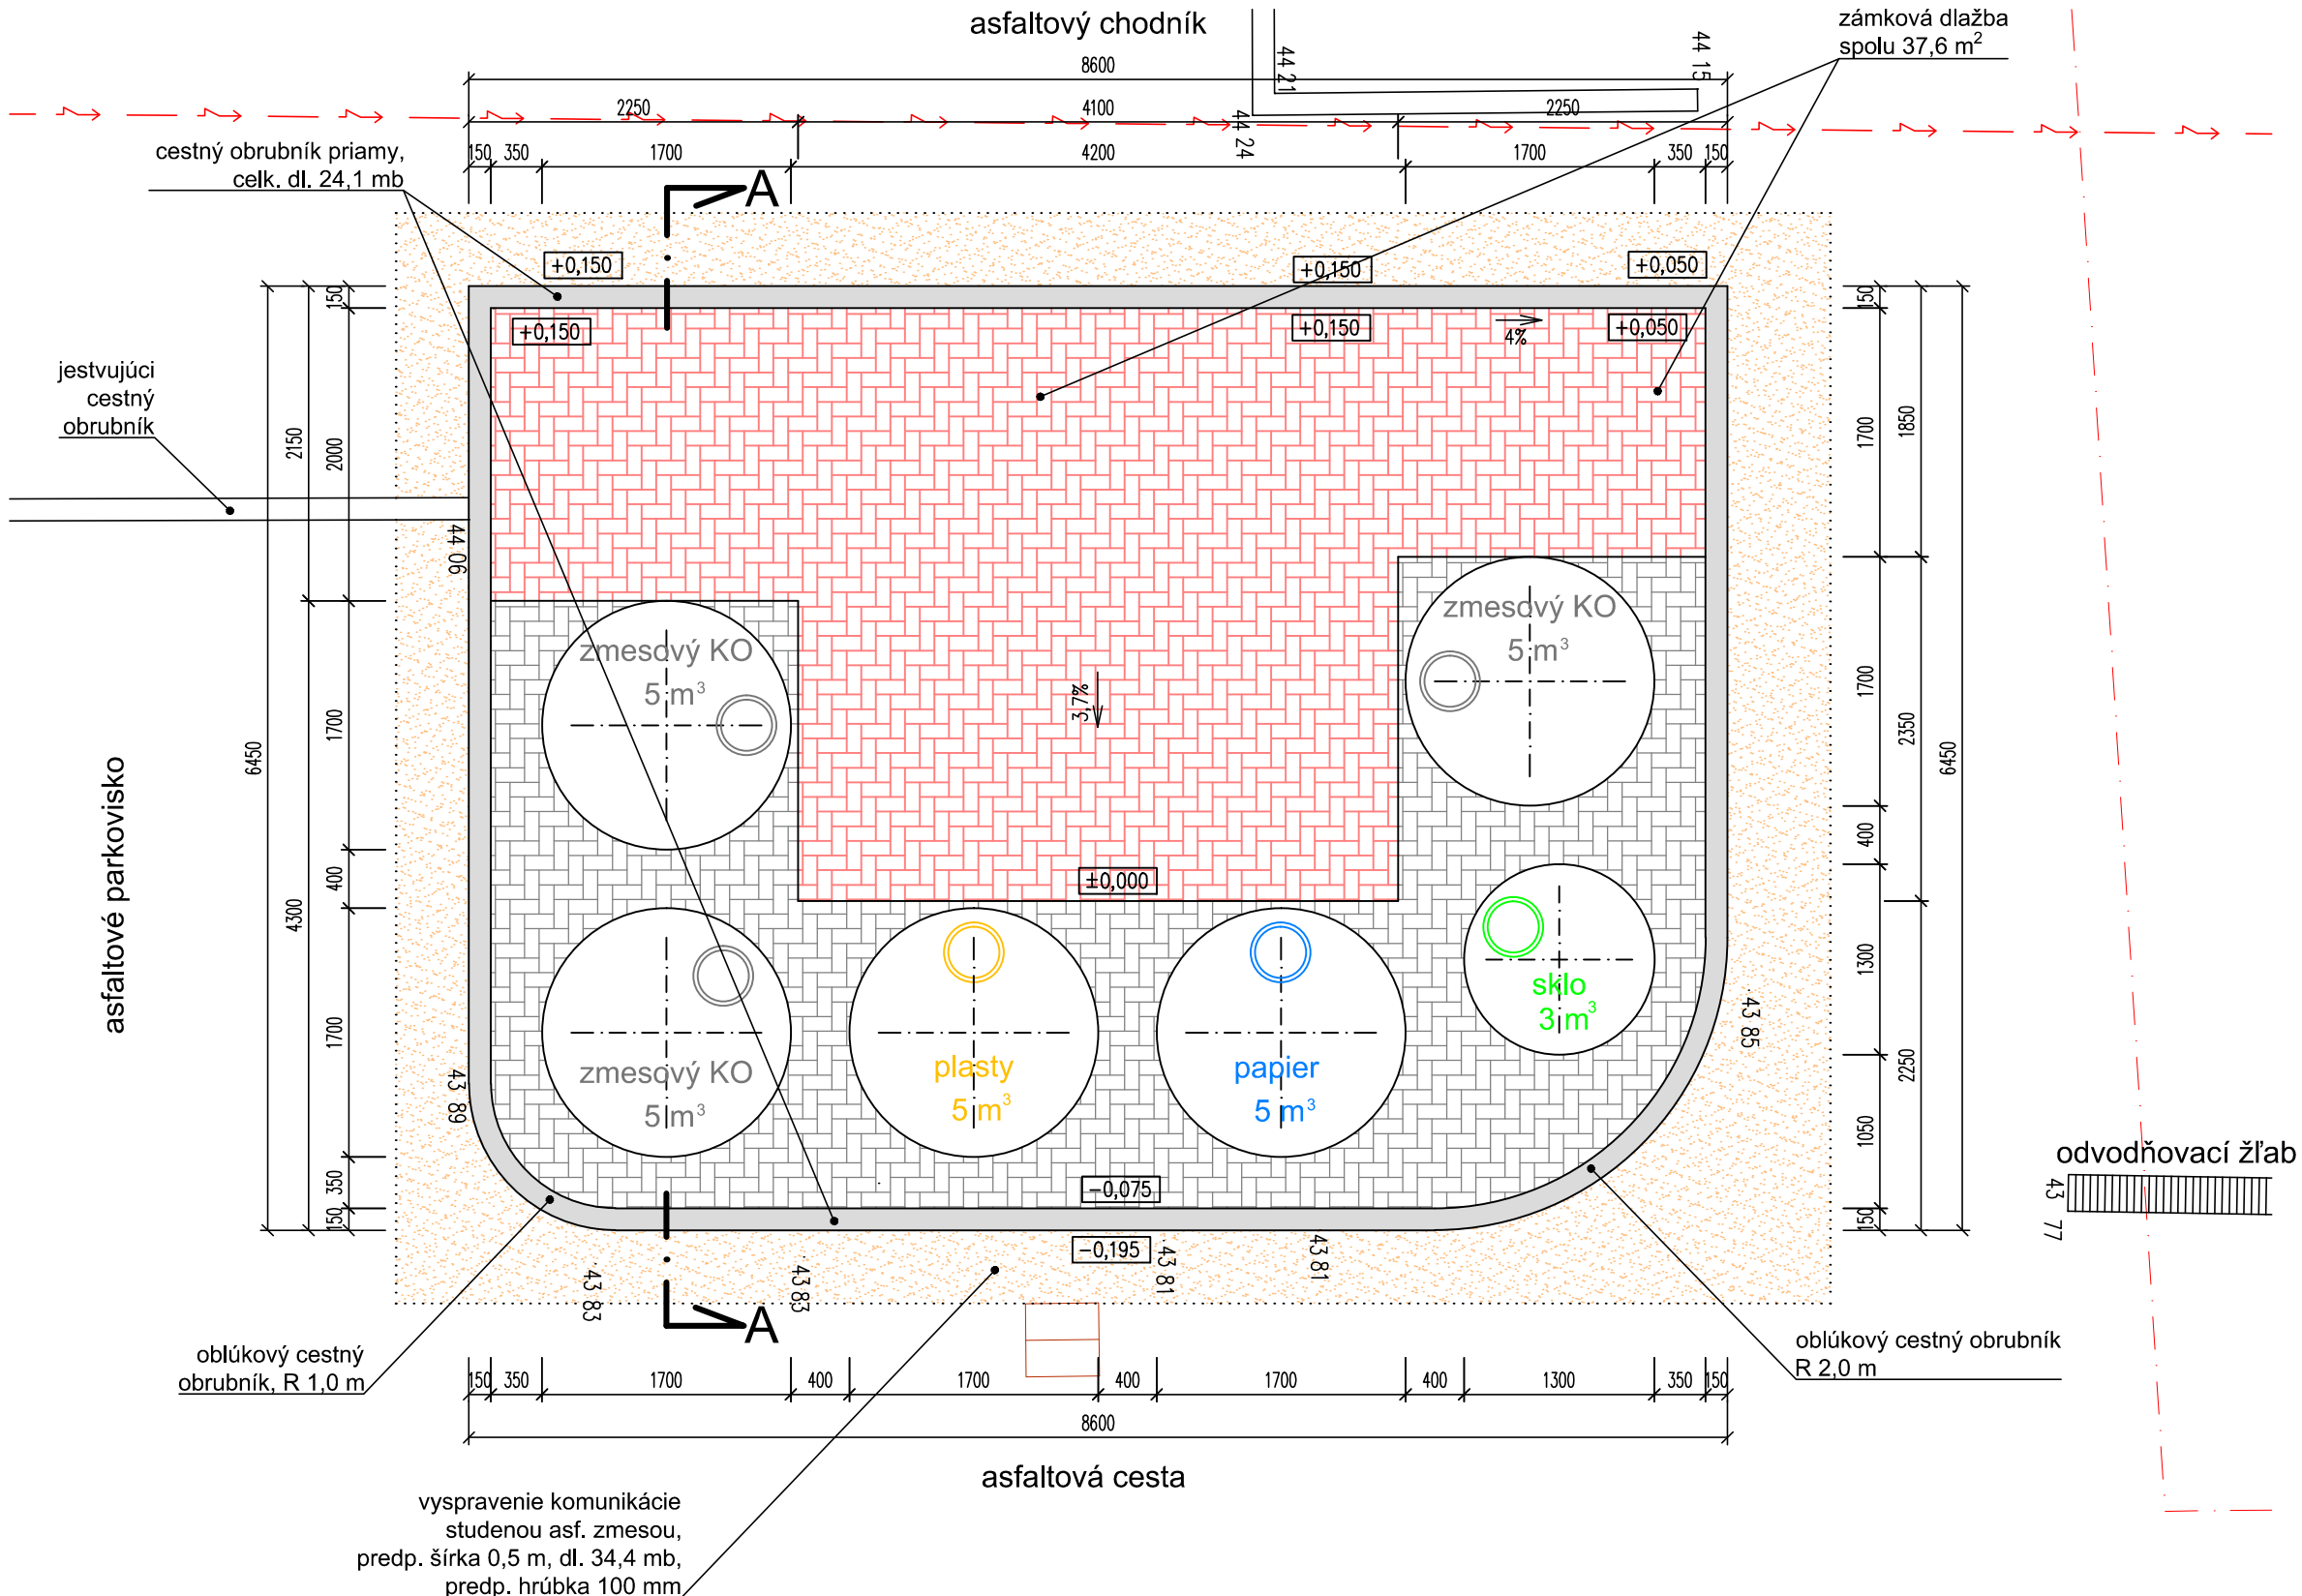 asfaltový chodník
zámková dlažba
spolu 37,6 m²
44 21
44 15
8600
2250
4100
2250
44 24
cestný obrubník priamy,
celk. dl. 24,1 mb
150
350
1700
4200
1700
350
150
A
+0,150
+0,150
+0,050
+0,150
+0,150
4%
+0,050
jestvujúci
cestný
obrubník
150
2000
2150
6450
4300
1700
400
1700
350
150
44 06
43 89
asfaltové parkovisko
zmesový KO
5 m³
zmesový KO
5 m³
3,7%
±0,000
zmesový KO
5 m³
plasty
5 m³
papier
5 m³
sklo
3 m³
150
1700
1850
1700
2350
6450
400
1300
2250
1050
150
43 85
odvodňovací žľab
43 77
-0,075
-0,195
43 83
43 83
43 81
43 81
A
oblúkový cestný
obrubník, R 1,0 m
oblúkový cestný obrubník
R 2,0 m
150
350
1700
400
1700
400
1700
400
1300
350
150
8600
asfaltová cesta
vyspravenie komunikácie
studenou asf. zmesou,
predp. šírka 0,5 m, dl. 34,4 mb,
predp. hrúbka 100 mm